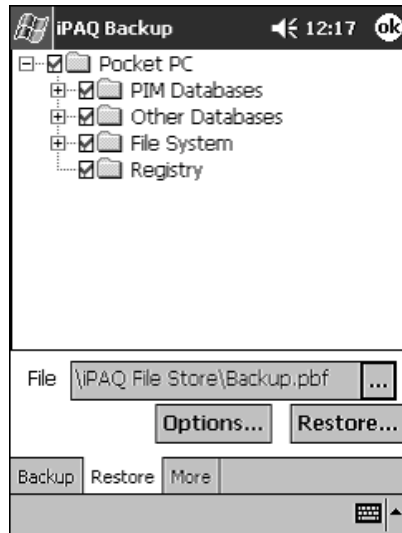 iPAQ Backup 12:17 ok
Pocket PC
PIM Databases
Other Databases
File System
Registry
File \iPAQ File Store\Backup.pbf ...
Options... Restore...
Backup Restore More